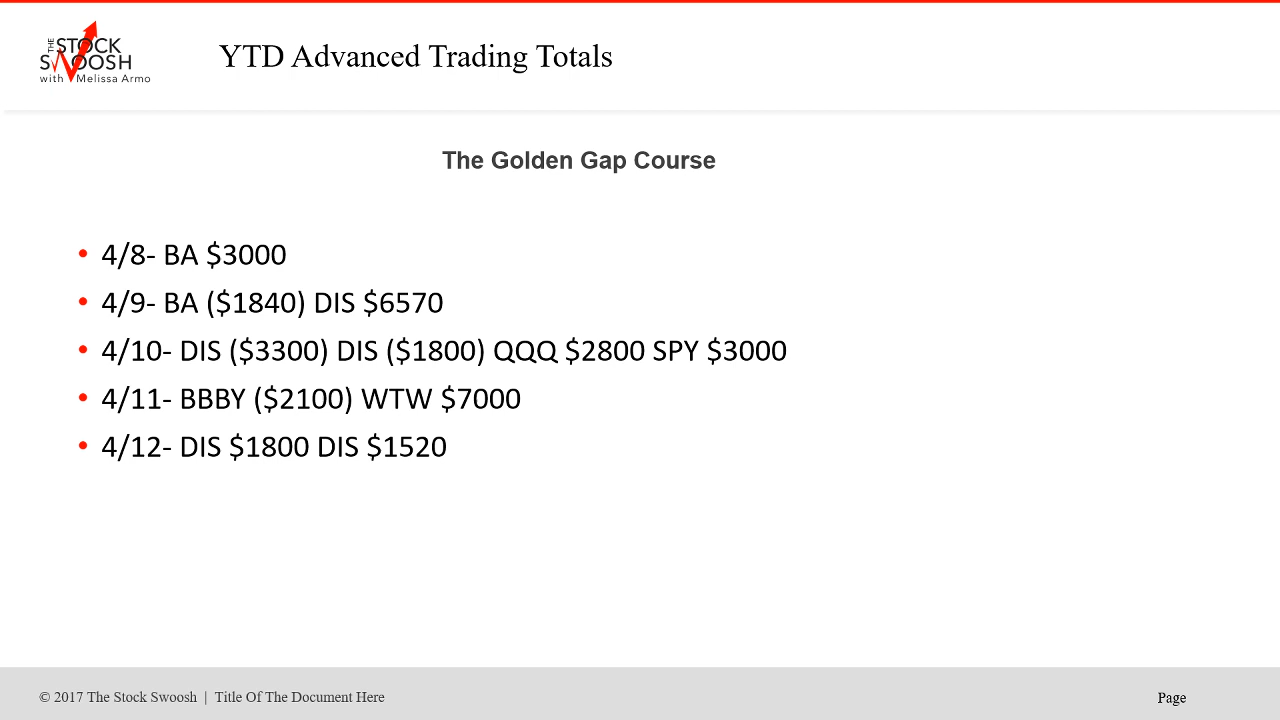 THE STOCK
SWOOSH
with Melissa Armo
YTD Advanced Trading Totals
The Golden Gap Course
• 4/8- BA $3000
• 4/9- BA ($1840) DIS $6570
• 4/10- DIS ($3300) DIS ($1800) QQQ $2800 SPY $3000
• 4/11- BBBY ($2100) WTW $7000
• 4/12- DIS $1800 DIS $1520
© 2017 The Stock Swoosh | Title Of The Document Here
Page